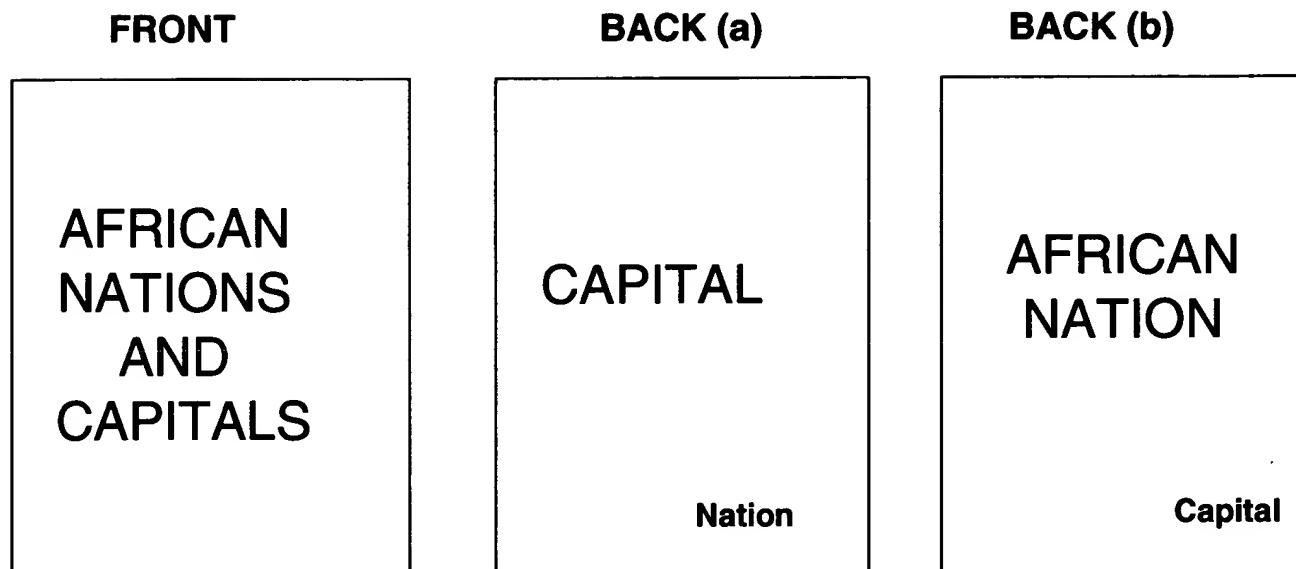 FRONT
AFRICAN
NATIONS
AND
CAPITALS
BACK (a)
CAPITAL
Nation
BACK (b)
AFRICAN
NATION
Capital